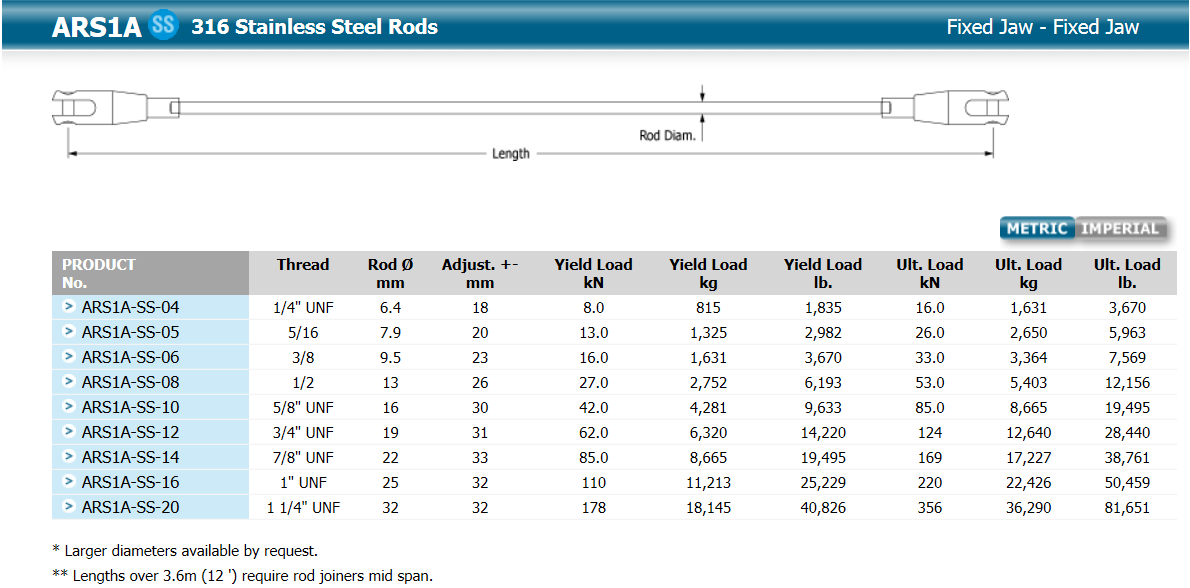 ARS1A SS 316 Stainless Steel Rods Fixed Jaw - Fixed Jaw
Rod Diam.
Length
METRIC IMPERIAL
PRODUCT No. Thread Rod Ø mm Adjust. +- mm Yield Load kN Yield Load kg Yield Load lb. Ult. Load kN Ult. Load kg Ult. Load lb.
> ARS1A-SS-04 1/4" UNF 6.4 18 8.0 815 1,835 16.0 1,631 3,670
> ARS1A-SS-05 5/16 7.9 20 13.0 1,325 2,982 26.0 2,650 5,963
> ARS1A-SS-06 3/8 9.5 23 16.0 1,631 3,670 33.0 3,364 7,569
> ARS1A-SS-08 1/2 13 26 27.0 2,752 6,193 53.0 5,403 12,156
> ARS1A-SS-10 5/8" UNF 16 30 42.0 4,281 9,633 85.0 8,665 19,495
> ARS1A-SS-12 3/4" UNF 19 31 62.0 6,320 14,220 124 12,640 28,440
> ARS1A-SS-14 7/8" UNF 22 33 85.0 8,665 19,495 169 17,227 38,761
> ARS1A-SS-16 1" UNF 25 32 110 11,213 25,229 220 22,426 50,459
> ARS1A-SS-20 1 1/4" UNF 32 32 178 18,145 40,826 356 36,290 81,651
* Larger diameters available by request.
** Lengths over 3.6m (12 ') require rod joiners mid span.